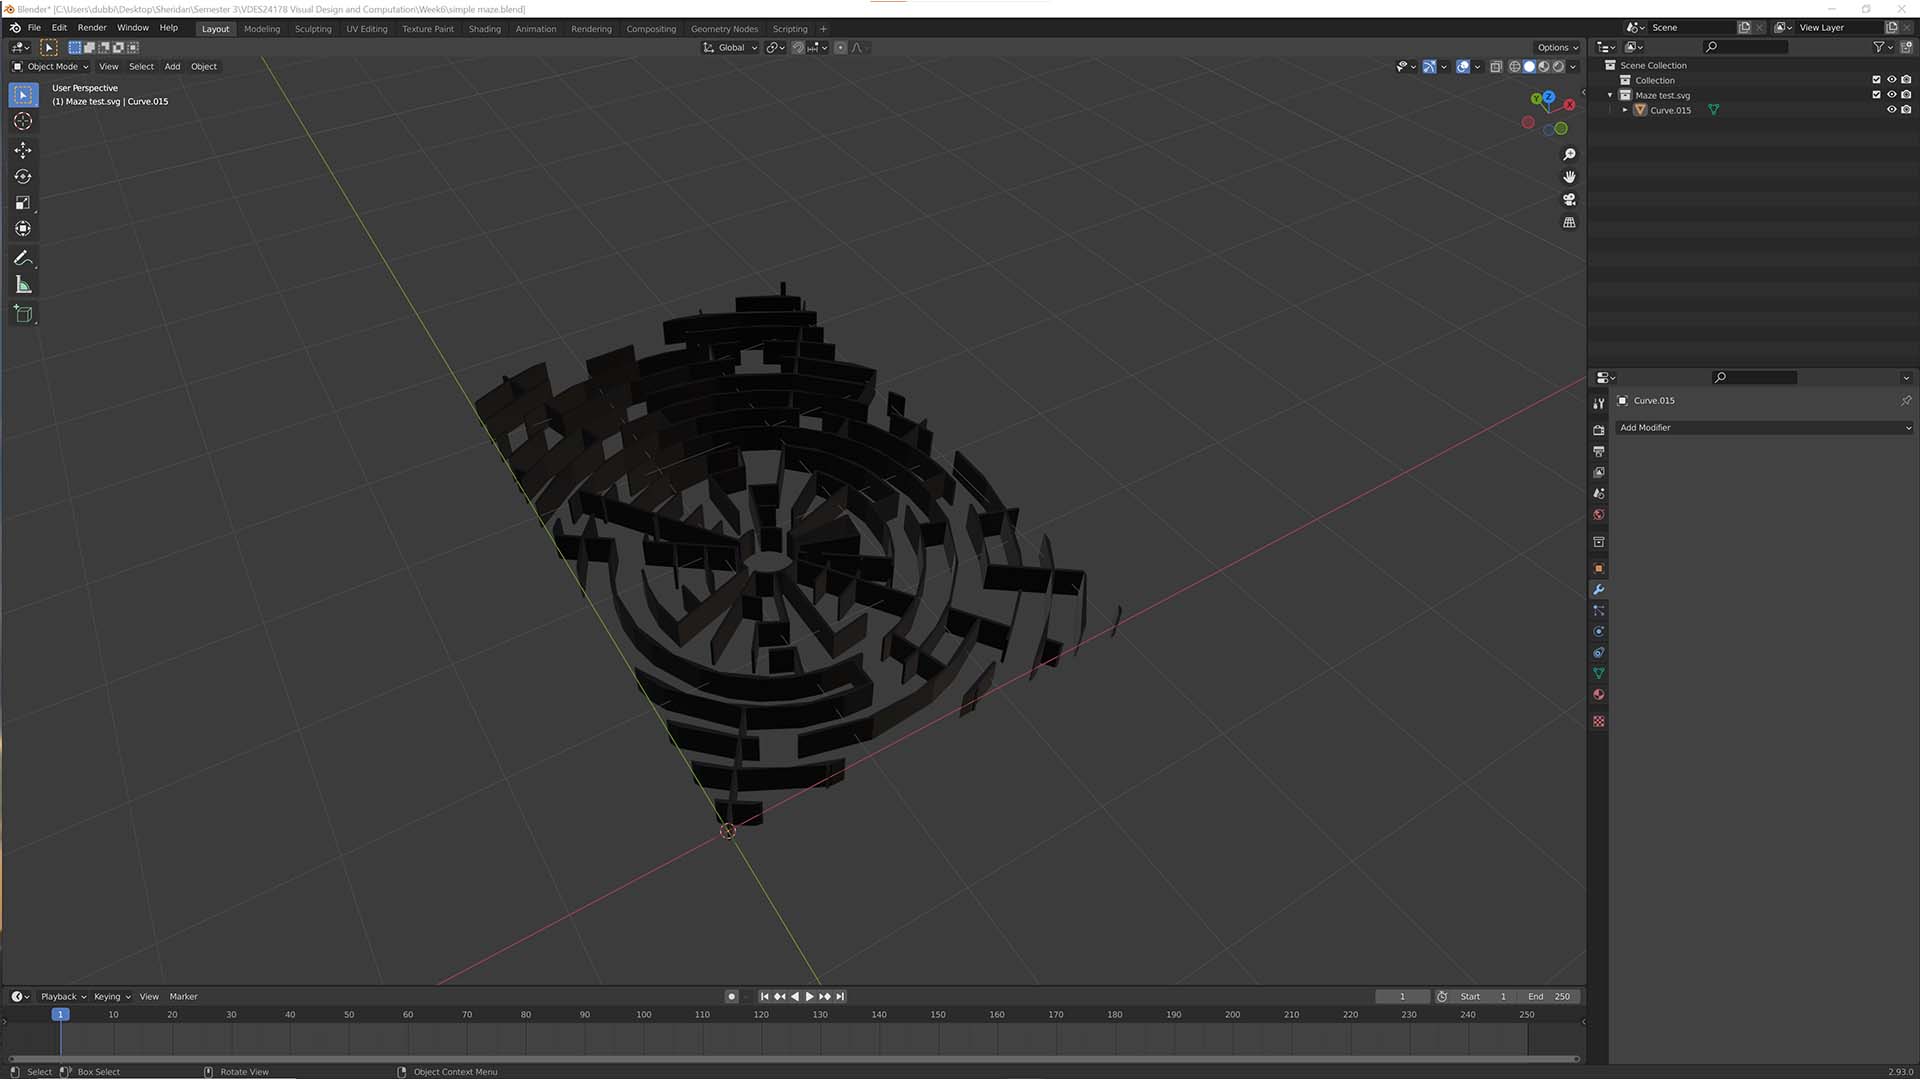 Blender* [C:\Users\dubbi\Desktop\Sheridan\Semester 3\VDES24178 Visual Design and Computation\Week6\simple maze.blend]
File Edit Render Window Help Layout Modeling Sculpting UV Editing Texture Paint Shading Animation Rendering Compositing Geometry Nodes Scripting + Scene View Layer
Global Options
Object Mode View Select Add Object
User Perspective
(1) Maze test.svg | Curve.015
Z
Y
X
Scene Collection
Collection
Maze test.svg
Curve.015
Curve.015
Add Modifier
Playback Keying View Marker 1 Start 1 End 250
1 10 20 30 40 50 60 70 80 90 100 110 120 130 140 150 160 170 180 190 200 210 220 230 240 250
Select Box Select Rotate View Object Context Menu 2.93.0